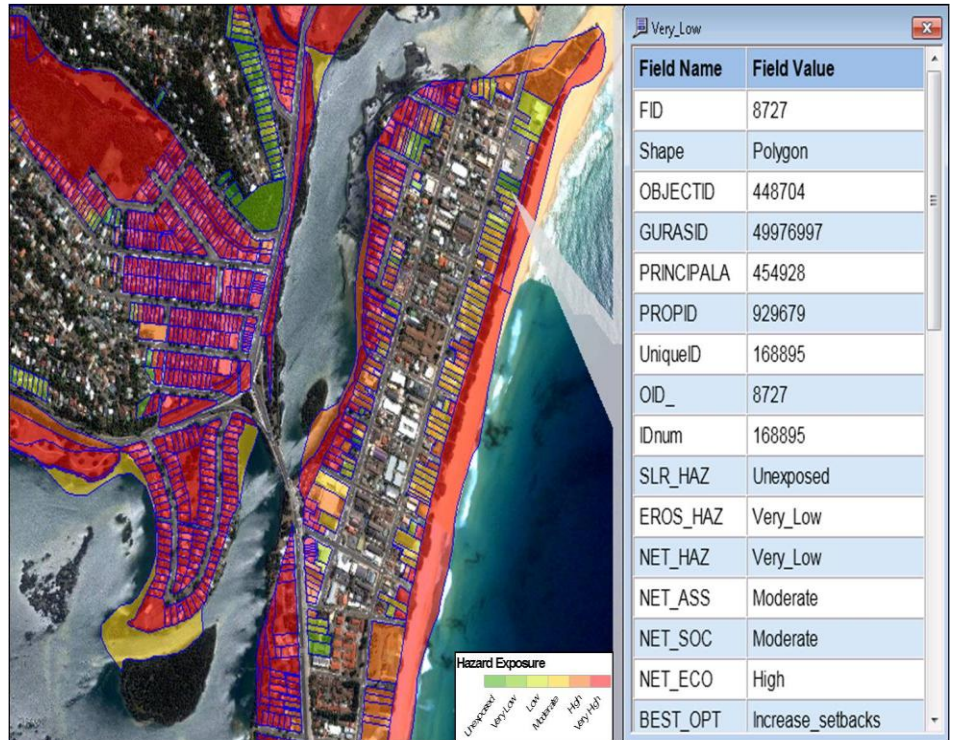 Very_Low
Field Name Field Value
FID 8727
Shape Polygon
OBJECTID 448704
GURASID 49976997
PRINCIPALA 454928
PROPID 929679
UniqueID 168895
OID_ 8727
IDnum 168895
SLR_HAZ Unexposed
EROS_HAZ Very_Low
NET_HAZ Very_Low
NET_ASS Moderate
NET_SOC Moderate
NET_ECO High
BEST_OPT Increase_setbacks
Hazard Exposure
Unexposed
Very Low
Low
Moderate
High
Very High